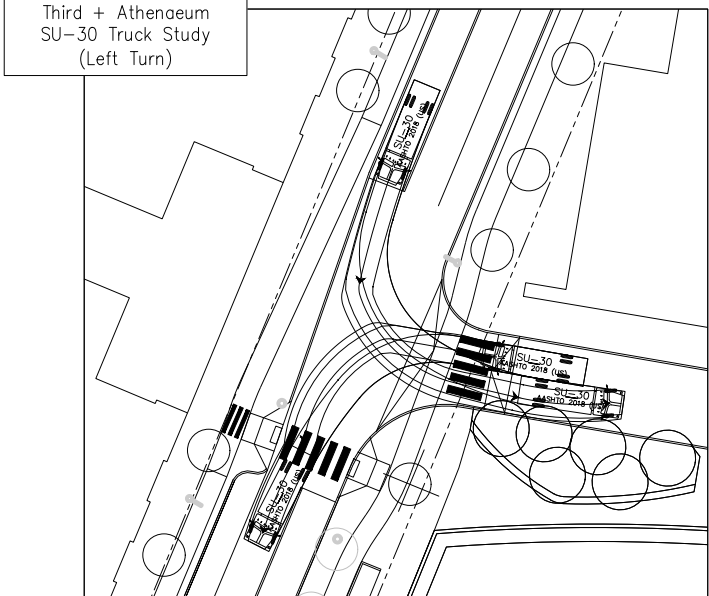 Third + Athenaeum
SU-30 Truck Study
(Left Turn)
SU-30
AASHTO 2018 (US)
SU-30
AASHTO 2018 (US)
SU-30
AASHTO 2018 (US)
SU-30
AASHTO 2018 (US)